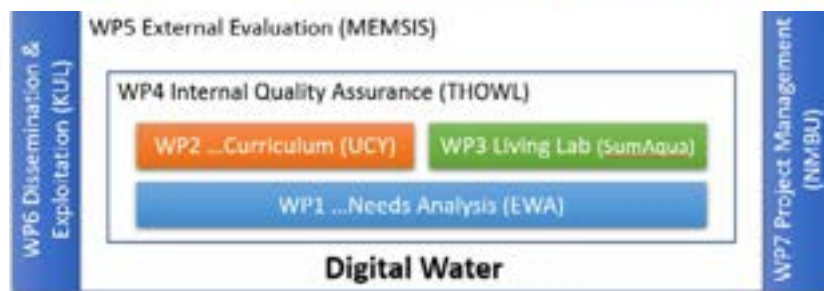 WP6 Dissemination &
Exploitation (KUL)
WP5 External Evaluation (MEMSIS)
WP4 Internal Quality Assurance (THOWL)
WP2 ...Curriculum (UCY)
WP3 Living Lab (SumAqua)
WP1 ...Needs Analysis (EWA)
Digital Water
WP7 Project Management
(NMBU)